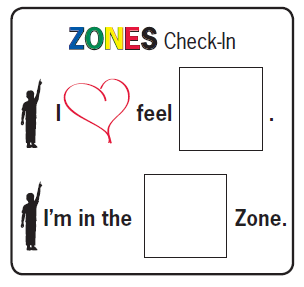 ZONES Check-In
I feel .
I'm in the Zone.